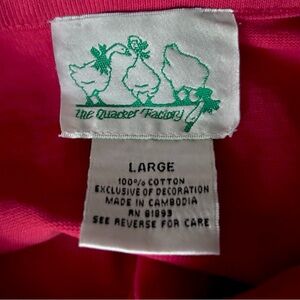 The Quacker Factory
LARGE
100% COTTON
EXCLUSIVE OF DECORATION
MADE IN CAMBODIA
RN 81893
SEE REVERSE FOR CARE